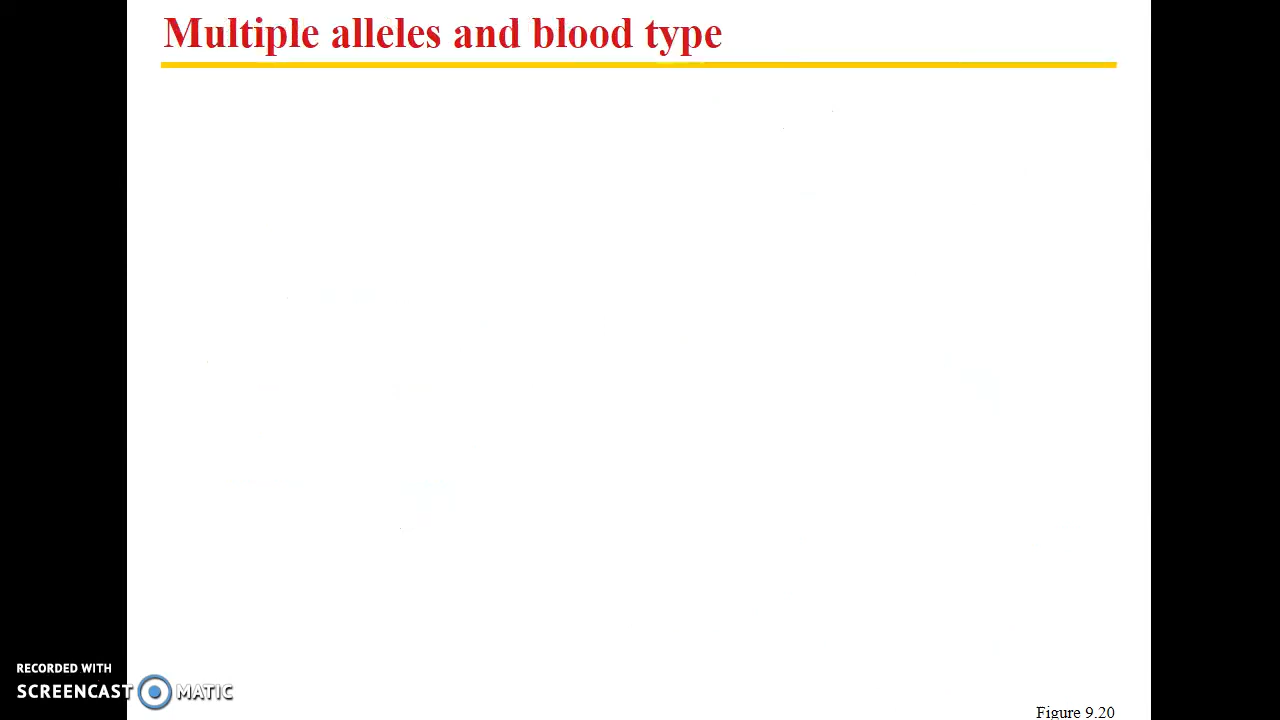 Multiple alleles and blood type
RECORDED WITH
SCREENCAST MATIC
Figure 9.20